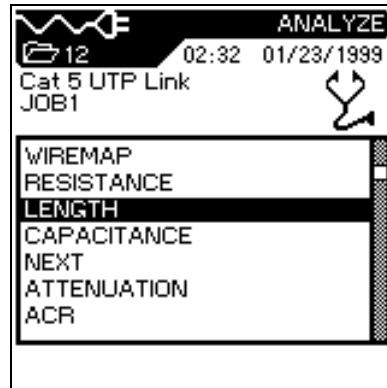 ANALYZE
12 02:32 01/23/1999
Cat 5 UTP Link
JOB1
WIREMAP
RESISTANCE
LENGTH
CAPACITANCE
NEXT
ATTENUATION
ACR